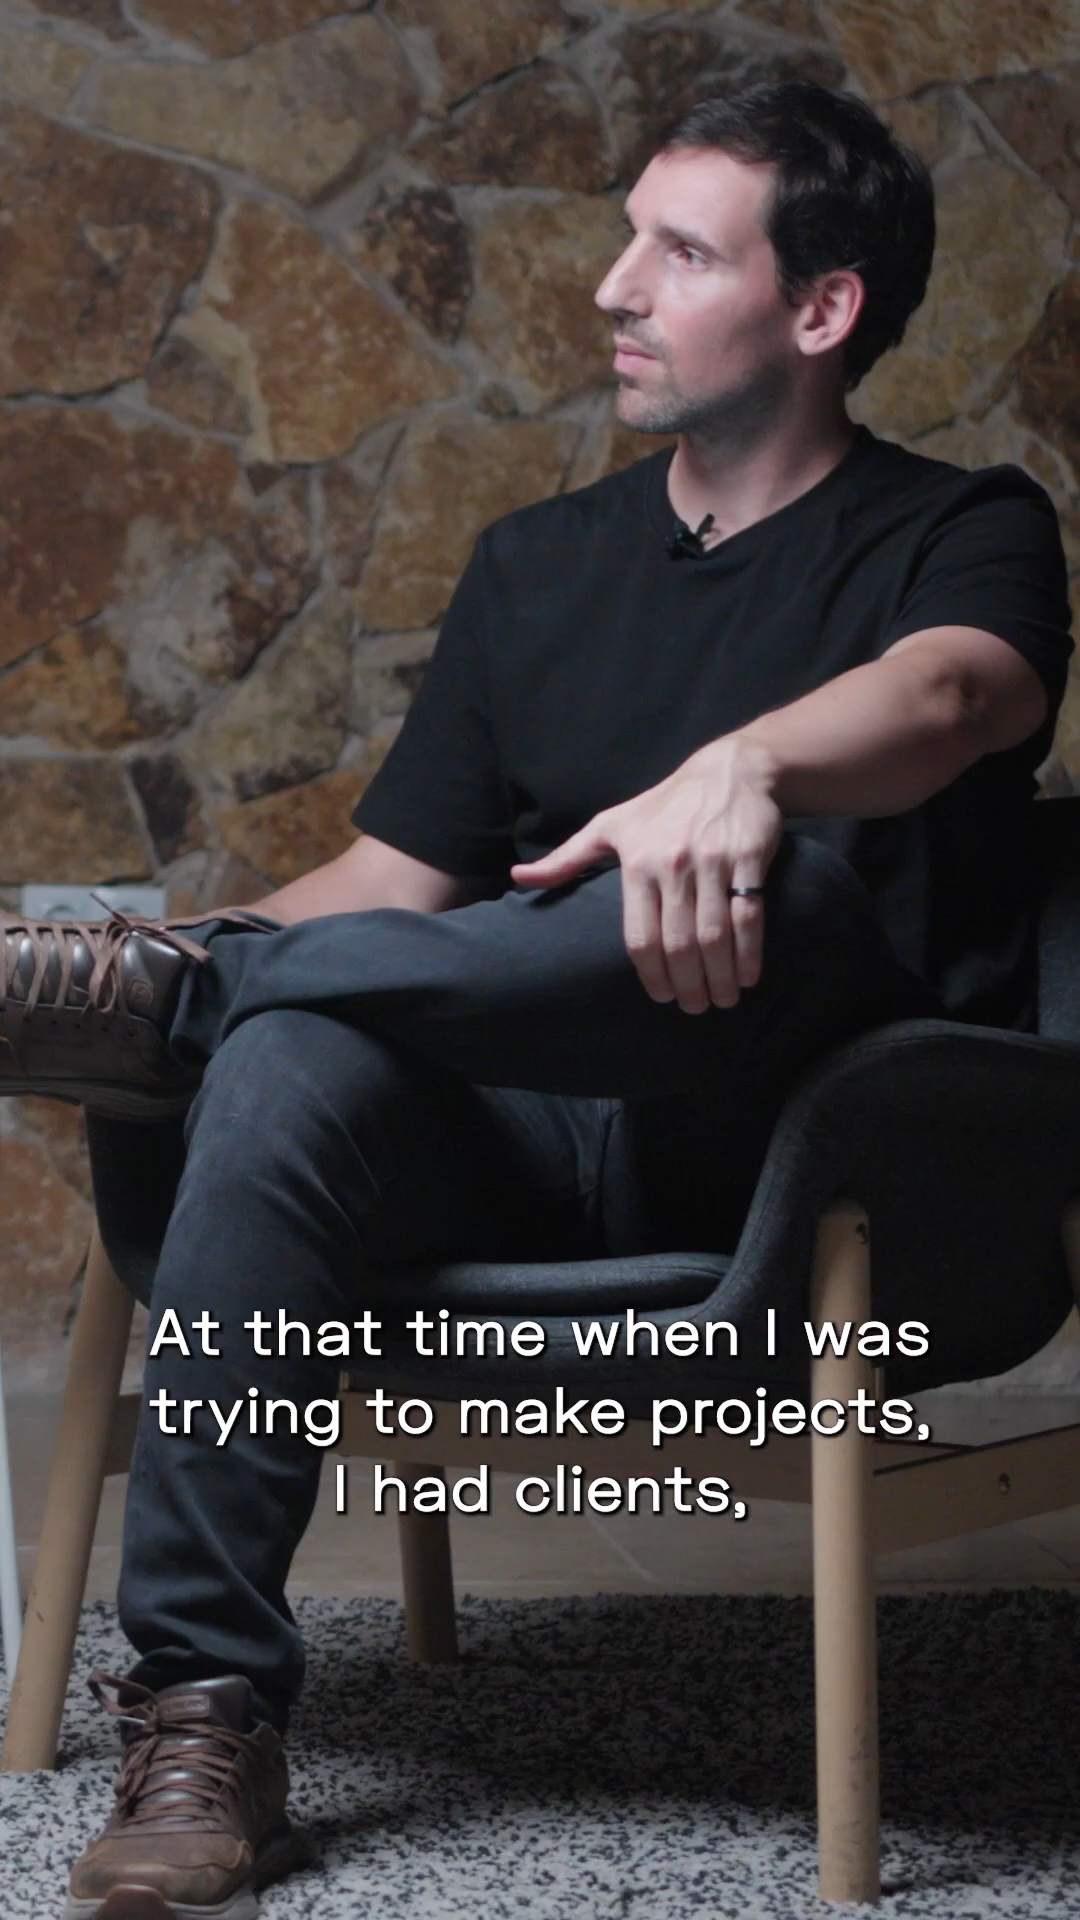 At that time when I was
trying to make projects,
I had clients,